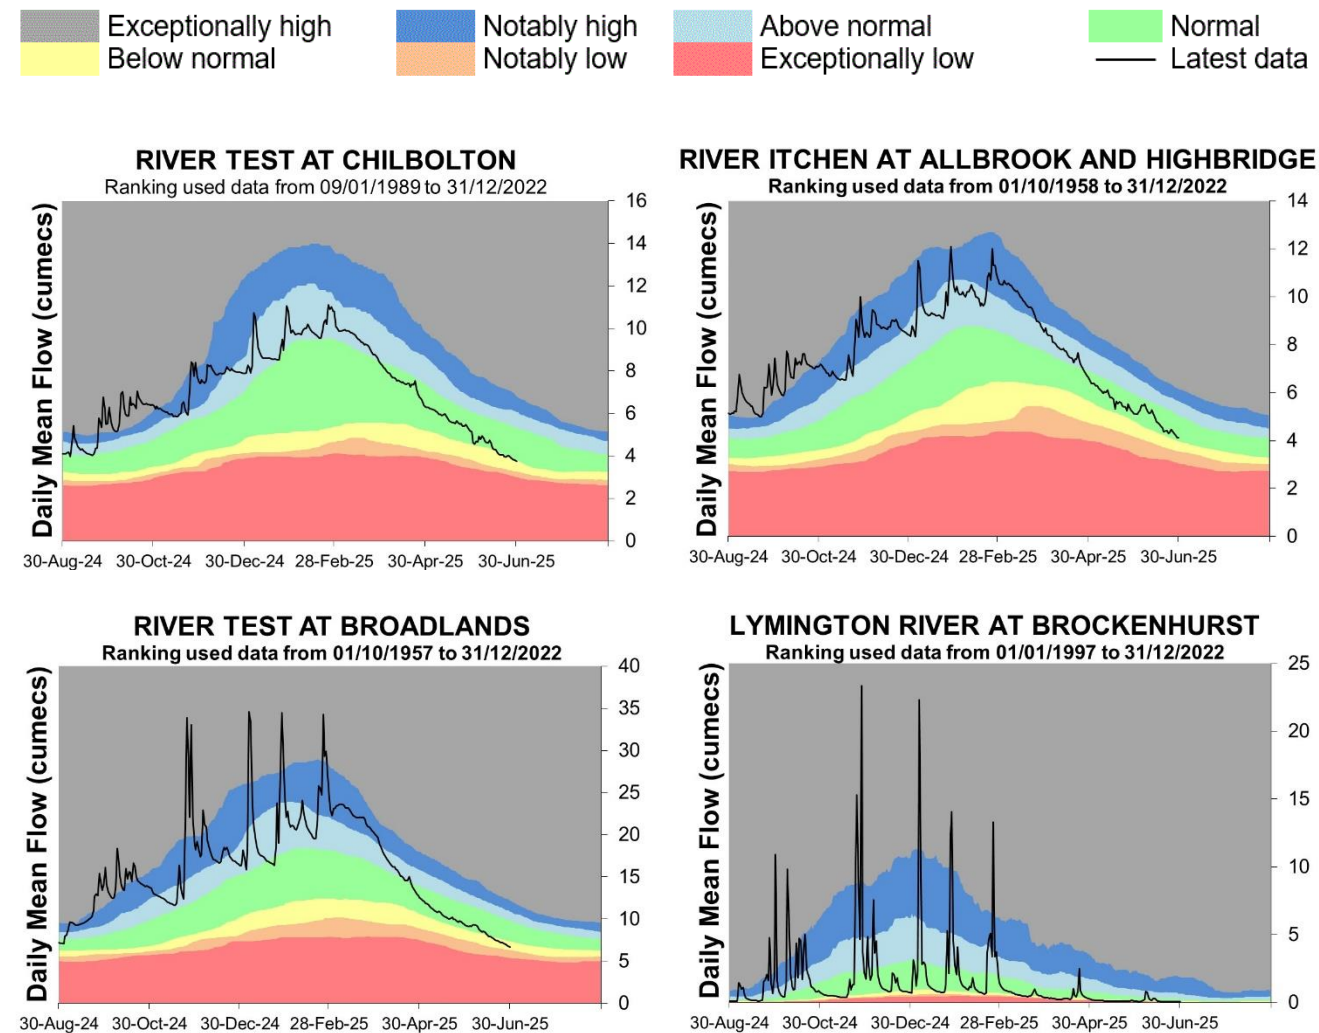 Exceptionally high Notably high Above normal Normal
Below normal Notably low Exceptionally low Latest data
RIVER TEST AT CHILBOLTON
Ranking used data from 09/01/1989 to 31/12/2022
Daily Mean Flow (cumecs)
16
14
12
10
8
6
4
2
0
30-Aug-24 30-Oct-24 30-Dec-24 28-Feb-25 30-Apr-25 30-Jun-25
RIVER ITCHEN AT ALLBROOK AND HIGHBRIDGE
Ranking used data from 01/10/1958 to 31/12/2022
Daily Mean Flow (cumecs)
14
12
10
8
6
4
2
0
30-Aug-24 30-Oct-24 30-Dec-24 28-Feb-25 30-Apr-25 30-Jun-25
RIVER TEST AT BROADLANDS
Ranking used data from 01/10/1957 to 31/12/2022
Daily Mean Flow (cumecs)
40
35
30
25
20
15
10
5
0
30-Aug-24 30-Oct-24 30-Dec-24 28-Feb-25 30-Apr-25 30-Jun-25
LYMINGTON RIVER AT BROCKENHURST
Ranking used data from 01/01/1997 to 31/12/2022
Daily Mean Flow (cumecs)
25
20
15
10
5
0
30-Aug-24 30-Oct-24 30-Dec-24 28-Feb-25 30-Apr-25 30-Jun-25